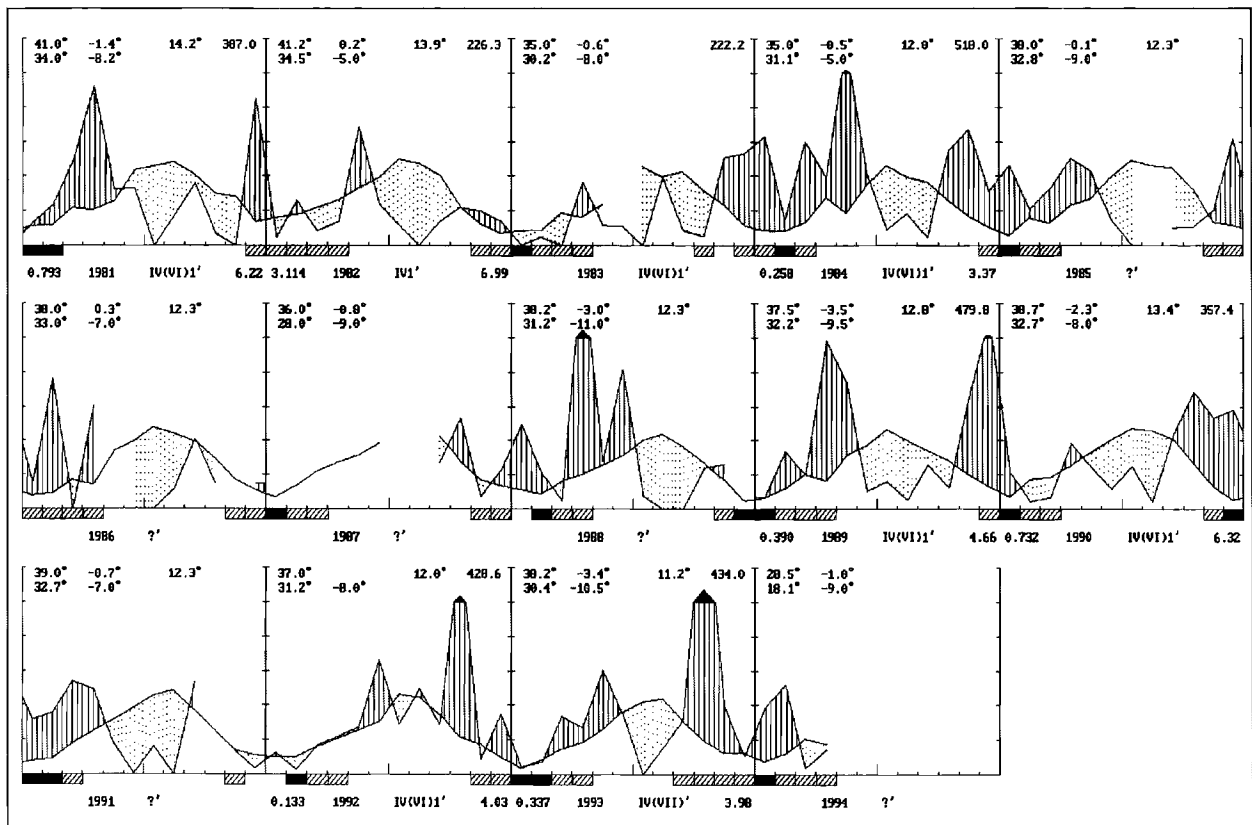 41.0° -1.4° 14.2° 307.0 41.2° 0.2° 13.9° 226.3 35.0° -0.6° 222.2 35.0° -0.5° 12.0° 510.0 30.0° -0.1° 12.3°
34.0° -8.2° 34.5° -5.0° 30.2° -8.0° 31.1° -5.0° 32.8° -9.0°
0.793 1981 IV(VI)1' 6.22 3.114 1982 IV1' 6.99 1983 IV(VI)1' 0.258 1984 IV(VI)1' 3.37 1985 ?'
38.0° 0.3° 12.3° 36.0° -0.8° 38.2° -3.0° 12.3° 37.5° -3.5° 12.8° 479.8 38.7° -2.3° 13.4° 357.4
33.0° -7.0° 28.0° -9.0° 31.2° -11.0° 32.2° -9.5° 32.7° -8.0°
1986 ?' 1987 ?' 1988 ?' 0.390 1989 IV(VI)1' 4.66 0.732 1990 IV(VI)1' 6.32
39.0° -0.7° 12.3° 37.0° 12.0° 428.6 38.2° -3.4° 11.2° 434.0 28.5° -1.0°
32.7° -7.0° 31.2° -8.0° 30.4° -10.5° 18.1° -9.0°
1991 ?' 0.133 1992 IV(VI)1' 4.03 0.337 1993 IV(VII)' 3.98 1994 ?'